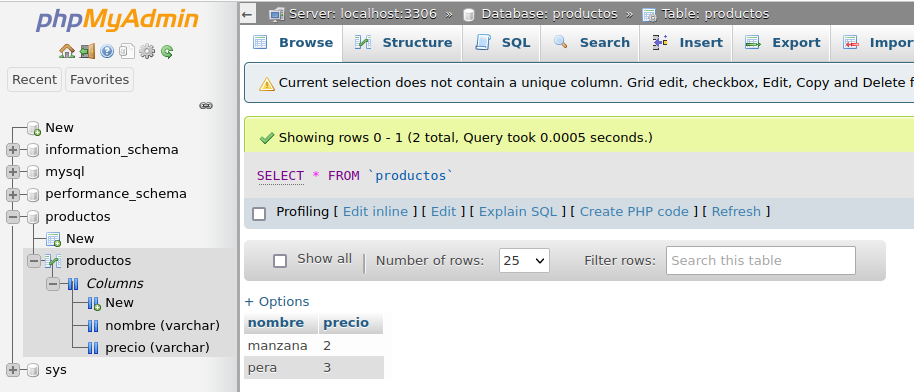 phpMyAdmin
Recent Favorites
New
information_schema
mysql
performance_schema
productos
New
productos
Columns
New
nombre (varchar)
precio (varchar)
sys
← Server: localhost:3306 » Database: productos » Table: productos
Browse Structure SQL Search Insert Export Impor
Current selection does not contain a unique column. Grid edit, checkbox, Edit, Copy and Delete f
Showing rows 0 - 1 (2 total, Query took 0.0005 seconds.)
SELECT * FROM `productos`
Profiling [ Edit inline ] [ Edit ] [ Explain SQL ] [ Create PHP code ] [ Refresh ]
Show all Number of rows: 25 Filter rows: Search this table
+ Options
nombre precio
manzana 2
pera 3